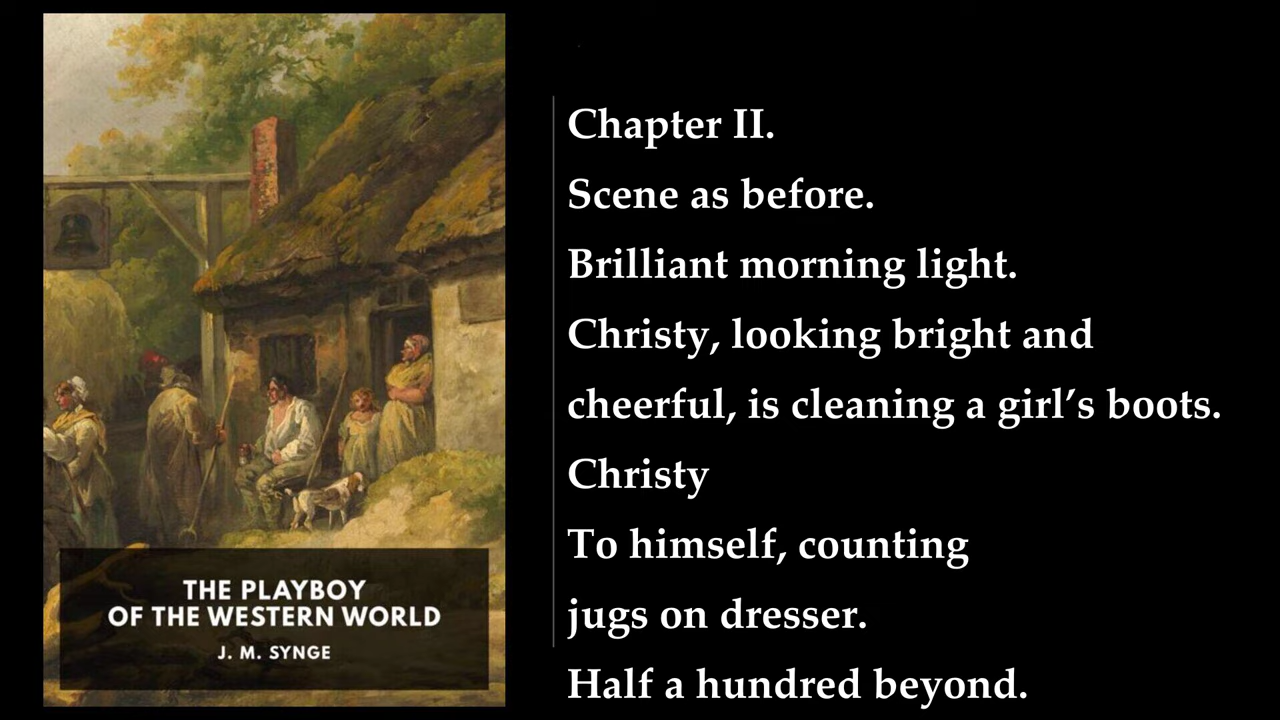 THE PLAYBOY
OF THE WESTERN WORLD
J. M. SYNGE
Chapter II.
Scene as before.
Brilliant morning light.
Christy, looking bright and
cheerful, is cleaning a girl’s boots.
Christy
To himself, counting
jugs on dresser.
Half a hundred beyond.